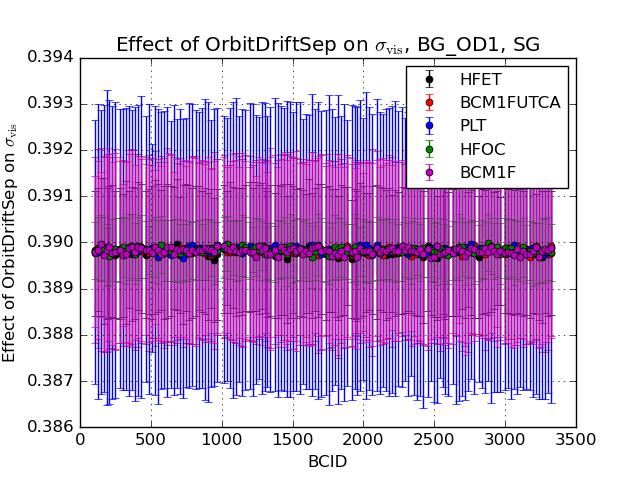 Effect of OrbitDriftSep on σvis, BG_OD1, SG
Effect of OrbitDriftSep on σvis
0.394
0.393
0.392
0.391
0.390
0.389
0.388
0.387
0.386
HFET
BCM1FUTCA
PLT
HFOC
BCM1F
0 500 1000 1500 2000 2500 3000 3500
BCID